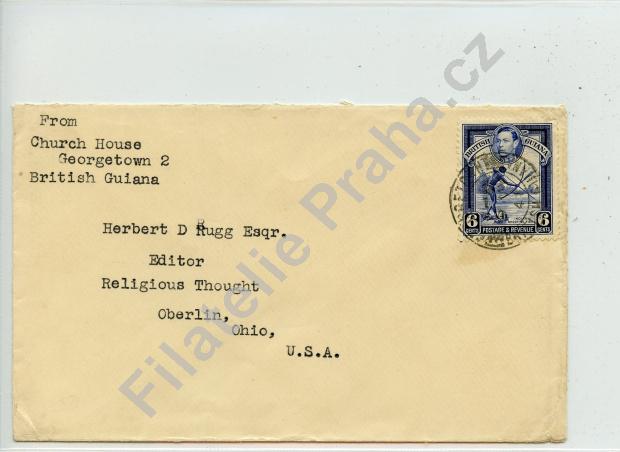 From
Church House
Georgetown 2
British Guiana
BRITISH GUIANA
6 CENTS POSTAGE & REVENUE 6 CENTS
Herbert D Rugg Esqr.
Editor
Religious Thought
Oberlin,
Ohio,
U.S.A.
Filatelie Praha.cz